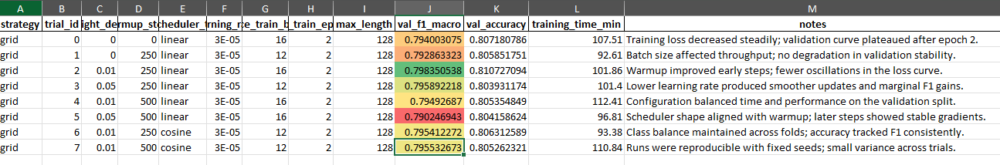 A B C D E F G H I J K L M
strategy trial_id ight_de rmup_st cheduler_t rning_r e_train_b _train_ep max_length val_f1_macro val_accuracy training_time_min notes
grid 0 0 0 linear 3E-05 16 2 128 0.794003075 0.807180786 107.51 Training loss decreased steadily; validation curve plateaued after epoch 2.
grid 1 0 250 linear 3E-05 12 2 128 0.792863323 0.805851751 92.61 Batch size affected throughput; no degradation in validation stability.
grid 2 0.01 250 linear 3E-05 16 2 128 0.798350538 0.810727094 101.86 Warmup improved early steps; fewer oscillations in the loss curve.
grid 3 0.05 250 linear 3E-05 12 2 128 0.795892218 0.803931174 101.4 Lower learning rate produced smoother updates and marginal F1 gains.
grid 4 0.01 500 linear 3E-05 16 2 128 0.79492687 0.805354849 112.41 Configuration balanced time and performance on the validation split.
grid 5 0.05 500 linear 3E-05 16 2 128 0.790246943 0.804158624 96.81 Scheduler shape aligned with warmup; later steps showed stable gradients.
grid 6 0.01 250 cosine 3E-05 12 2 128 0.795412272 0.806312589 93.38 Class balance maintained across folds; accuracy tracked F1 consistently.
grid 7 0.01 500 cosine 3E-05 12 2 128 0.795532673 0.805262321 110.84 Runs were reproducible with fixed seeds; small variance across trials.